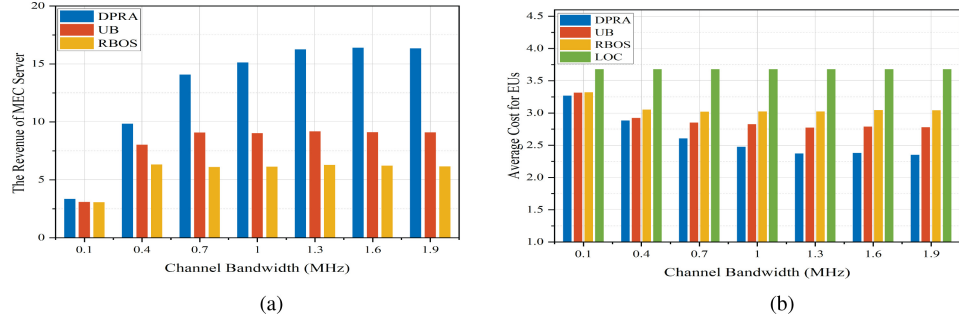 DPRA
UB
RBOS
20
15
10
5
0
The Revenue of MEC Server
0.1 0.4 0.7 1 1.3 1.6 1.9
Channel Bandwidth (MHz)
(a)
DPRA
UB
RBOS
LOC
4.5
4.0
3.5
3.0
2.5
2.0
1.5
1.0
Average Cost for EUs
0.1 0.4 0.7 1 1.3 1.6 1.9
Channel Bandwidth (MHz)
(b)